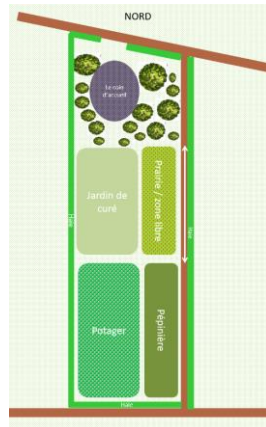 NORD
Le coin
d'accueil
Jardin de
curé
Prairie / zone libre
Haie
Haie
Potager
Pépinière
Haie